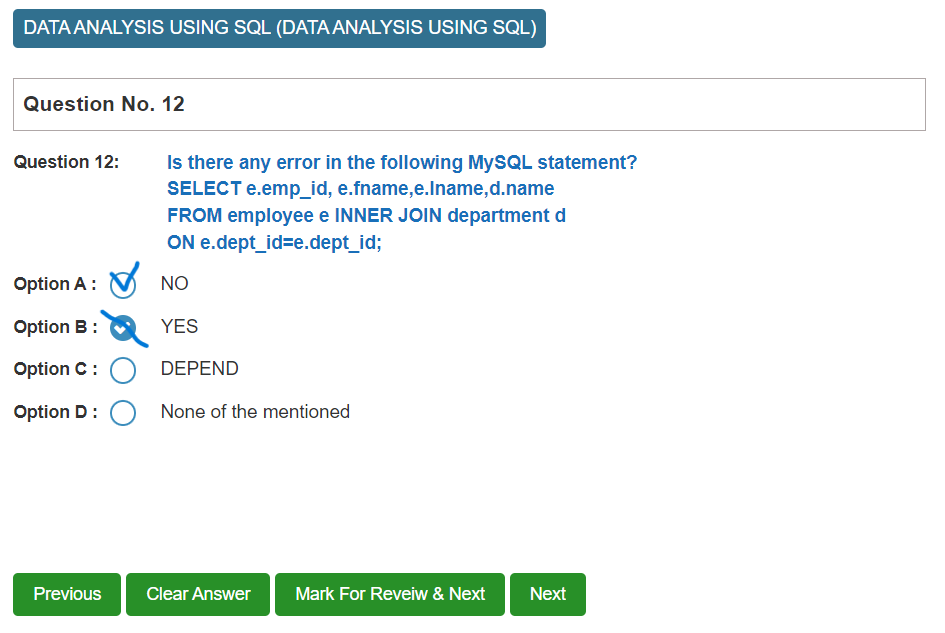 DATA ANALYSIS USING SQL (DATA ANALYSIS USING SQL)
Question No. 12
Question 12: Is there any error in the following MySQL statement?
SELECT e.emp_id, e.fname,e.lname,d.name
FROM employee e INNER JOIN department d
ON e.dept_id=e.dept_id;
Option A : NO
Option B : YES
Option C : DEPEND
Option D : None of the mentioned
Previous Clear Answer Mark For Reveiw & Next Next